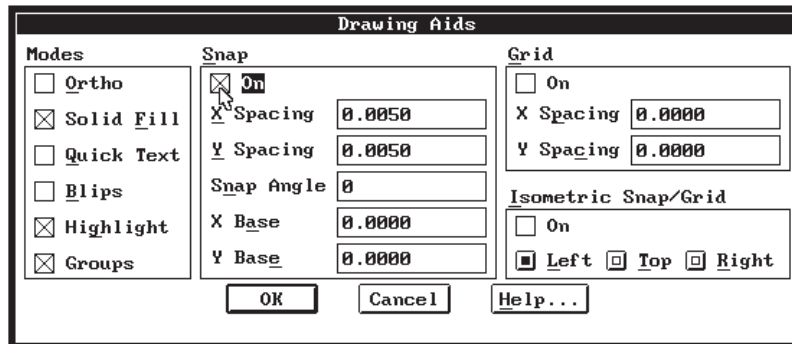 Drawing Aids
Modes
Ortho
Solid Fill
Quick Text
Blips
Highlight
Groups
Snap
On
X Spacing 0.0050
Y Spacing 0.0050
Snap Angle 0
X Base 0.0000
Y Base 0.0000
Grid
On
X Spacing 0.0000
Y Spacing 0.0000
Isometric Snap/Grid
On
Left Top Right
OK Cancel Help...